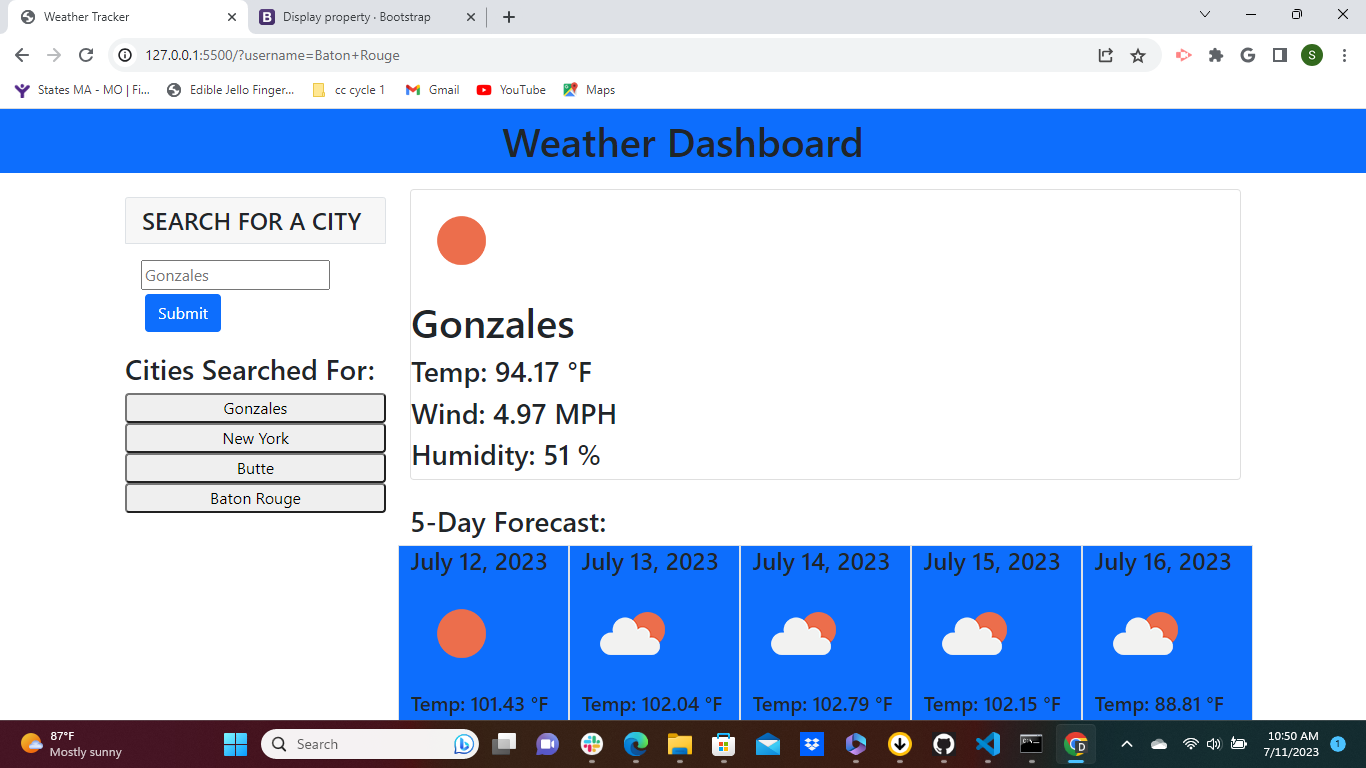 Weather Tracker
Display property · Bootstrap
127.0.0.1:5500/?username=Baton+Rouge
S
States MA - MO | Fi...
Edible Jello Finger...
cc cycle 1
Gmail
YouTube
Maps
Weather Dashboard
SEARCH FOR A CITY
Gonzales
Submit
Cities Searched For:
Gonzales
New York
Butte
Baton Rouge
Gonzales
Temp: 94.17 °F
Wind: 4.97 MPH
Humidity: 51 %
5-Day Forecast:
July 12, 2023
July 13, 2023
July 14, 2023
July 15, 2023
July 16, 2023
Temp: 101.43 °F
Temp: 102.04 °F
Temp: 102.79 °F
Temp: 102.15 °F
Temp: 88.81 °F
87°F
Mostly sunny
Search
D
10:50 AM
7/11/2023
1